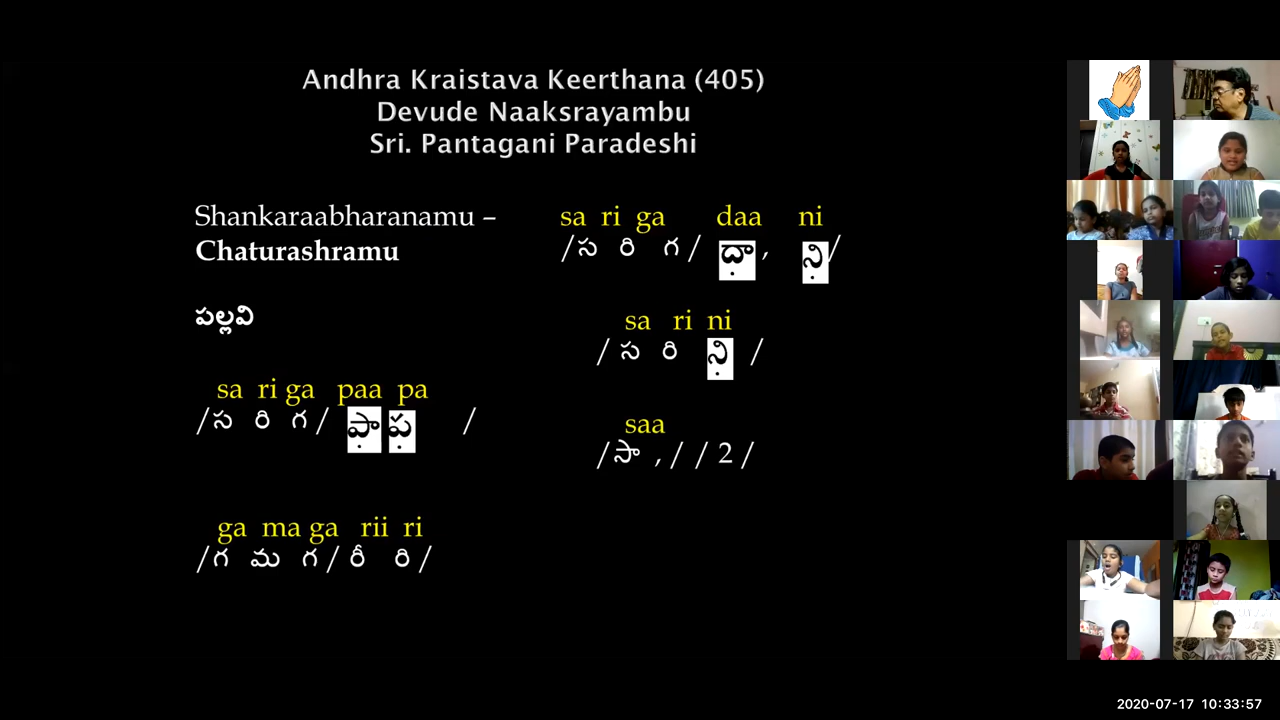 Andhra Kraistava Keerthana (405)
Devude Naaksrayambu
Sri. Pantagani Paradeshi
Shankaraabharanamu –
Chaturashramu
పల్లవి
sa ri ga paa pa
/స రి గ/ పా ప /
ga ma ga rii ri
/గ మ గ/ రీ రి/
sa ri ga daa ni
/స రి గ/ దా , ని/
sa ri ni
/ స రి ని /
saa
/సా ,/ / 2 /
2020-07-17 10:33:57